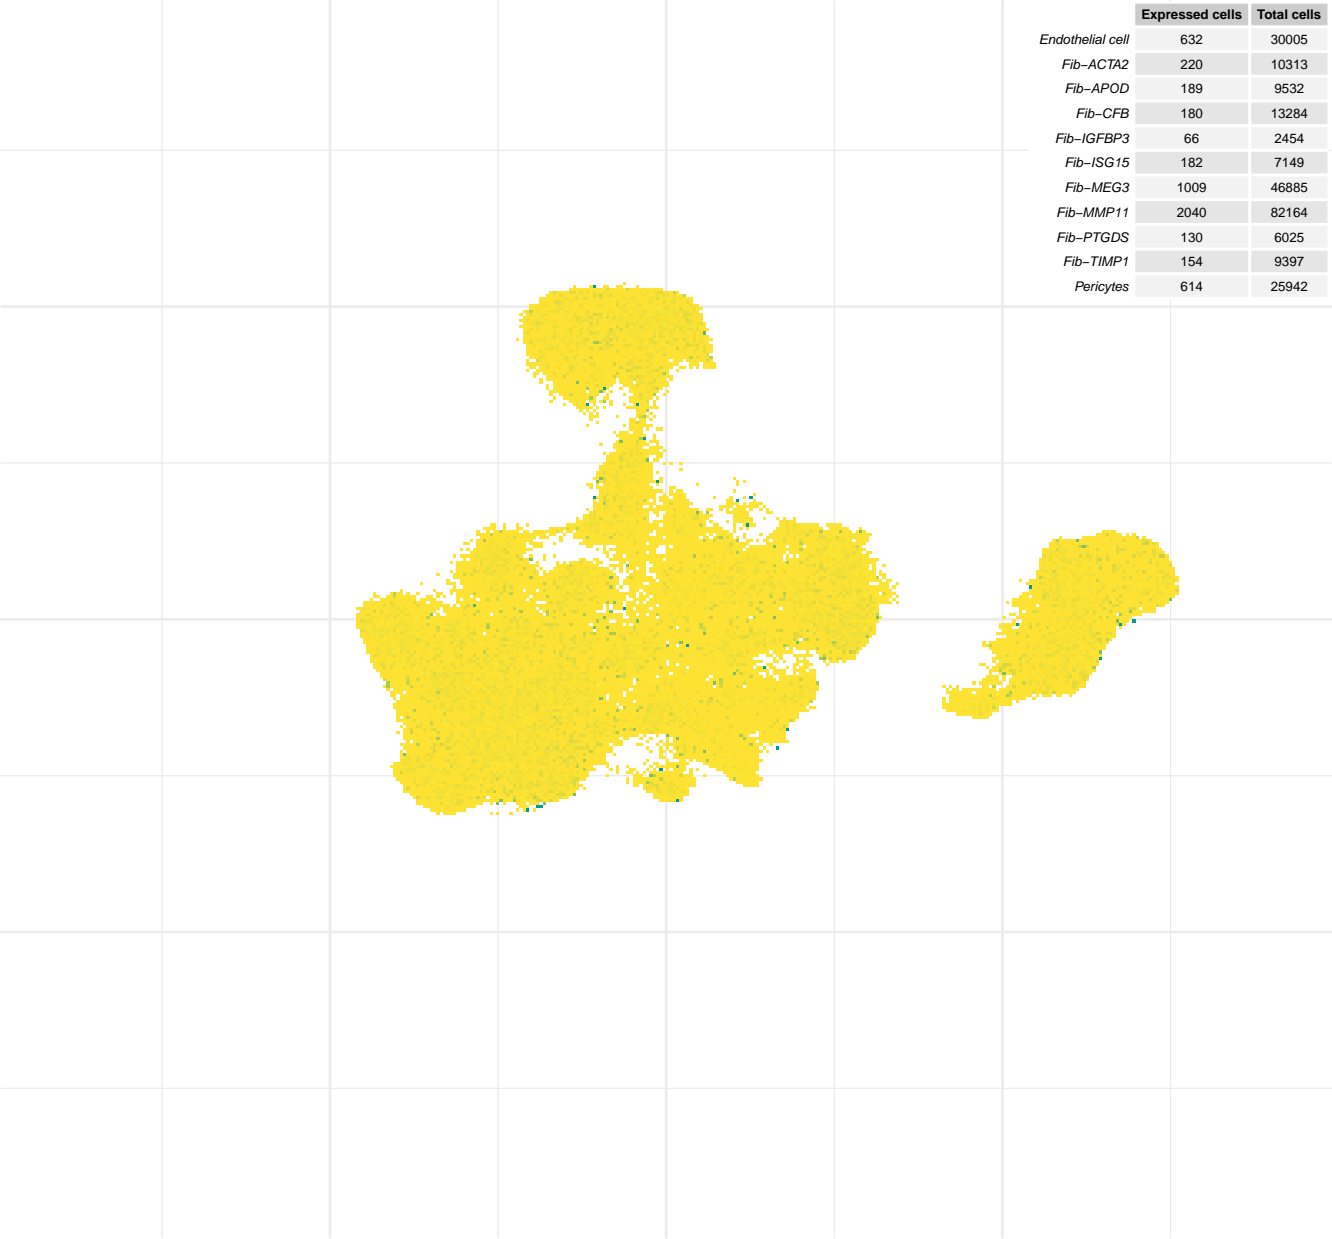 Expressed cells Total cells
Endothelial cell 632 30005
Fib−ACTA2 220 10313
Fib−APOD 189 9532
Fib−CFB 180 13284
Fib−IGFBP3 66 2454
Fib−ISG15 182 7149
Fib−MEG3 1009 46885
Fib−MMP11 2040 82164
Fib−PTGDS 130 6025
Fib−TIMP1 154 9397
Pericytes 614 25942